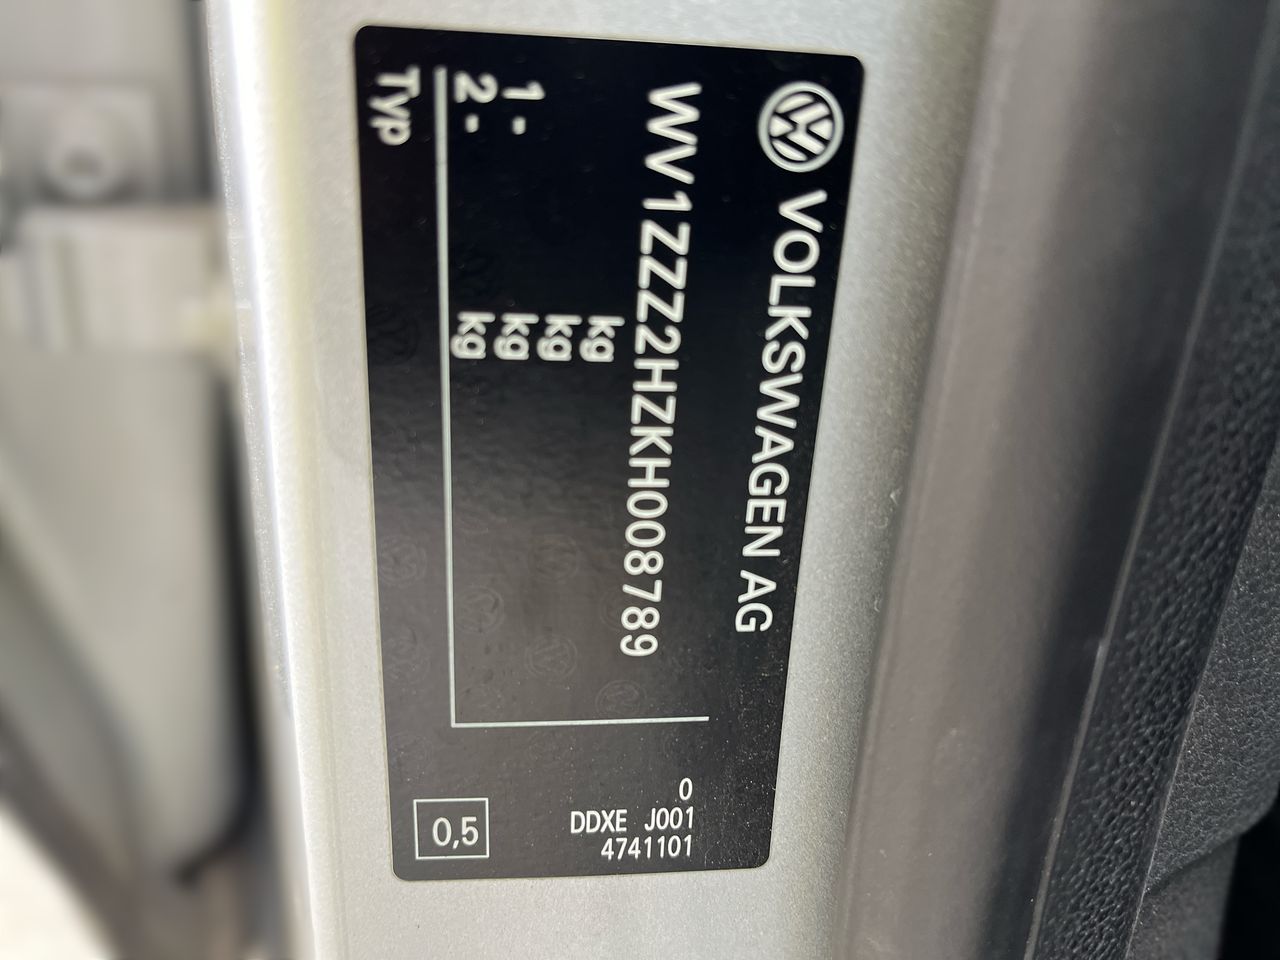 VOLKSWAGEN AG
WV1ZZZ2HZKH008789
kg
kg
1- kg
2- kg
Typ
0
DDXE J001
4741101
0,5